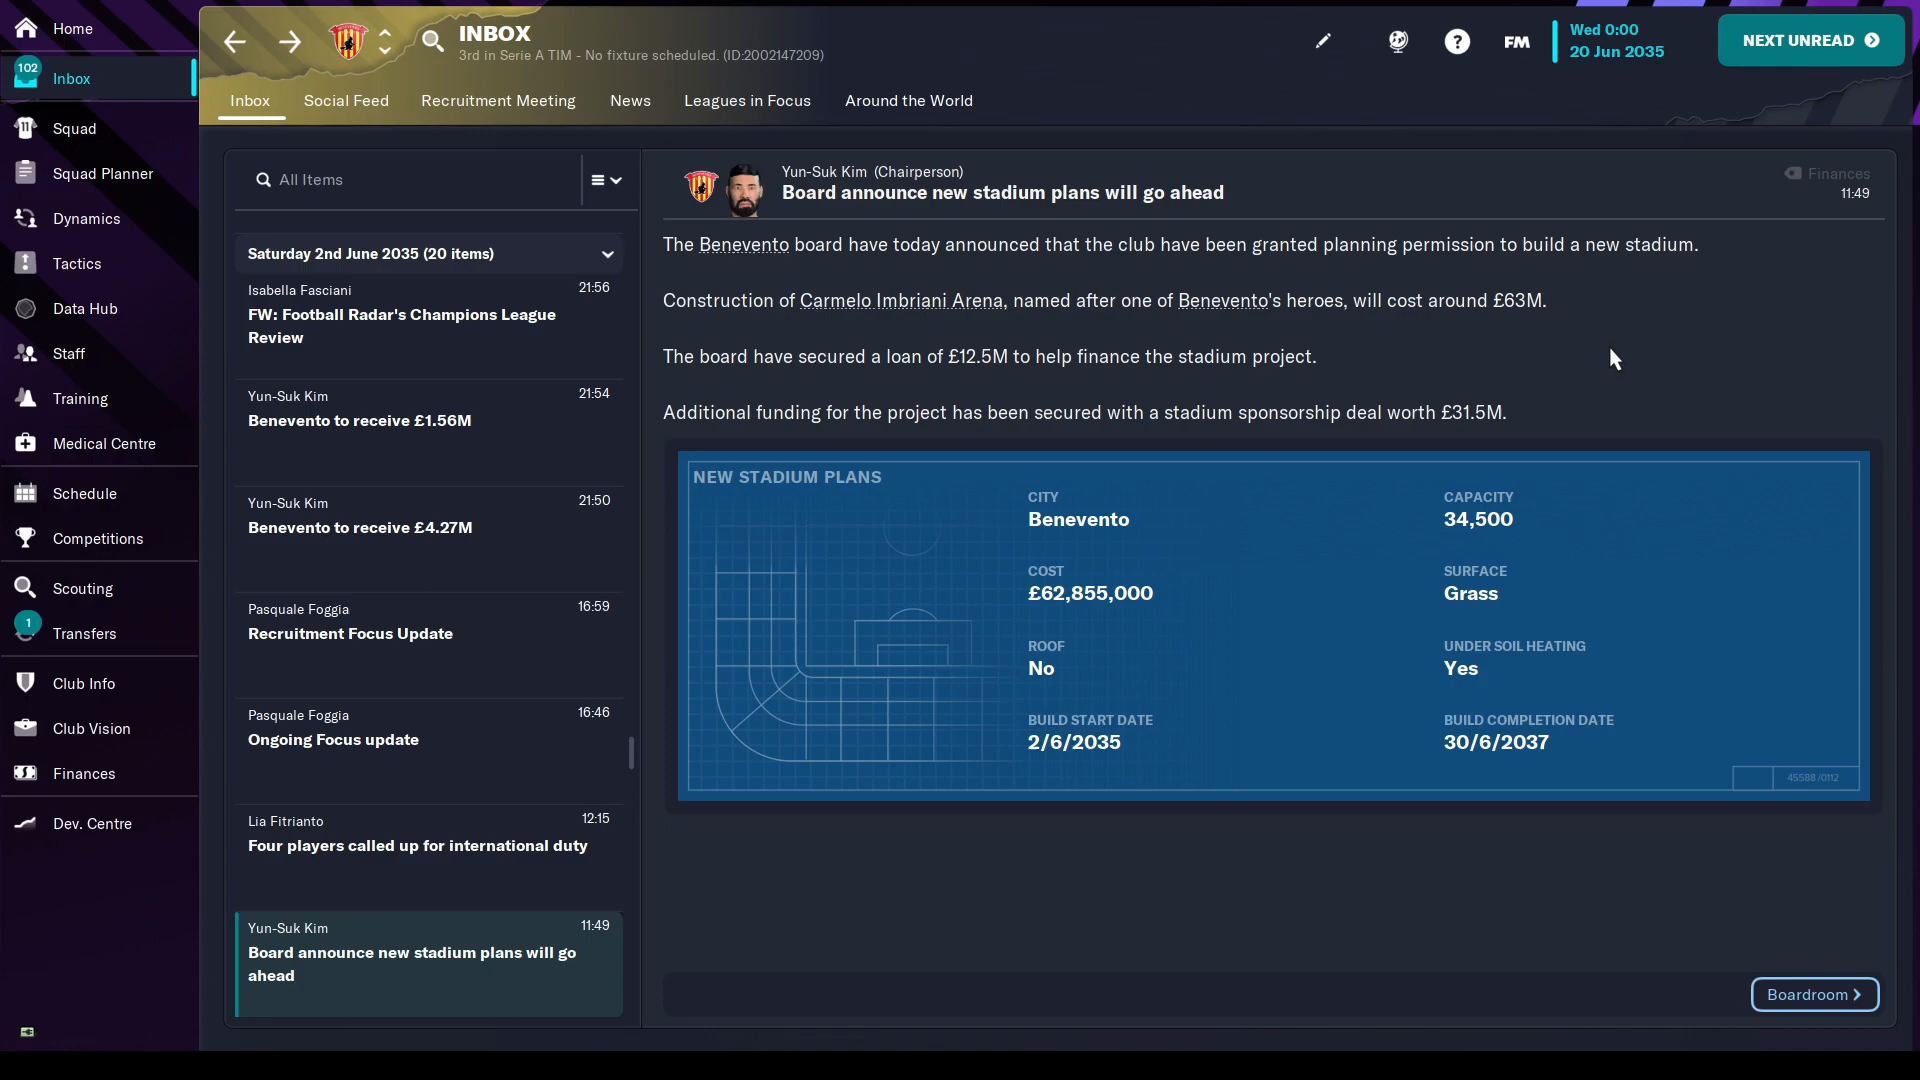 Home
102
Inbox
Squad
Squad Planner
Dynamics
Tactics
Data Hub
Staff
Training
Medical Centre
Schedule
Competitions
Scouting
1
Transfers
Club Info
Club Vision
Finances
Dev. Centre
INBOX
3rd in Serie A TIM - No fixture scheduled. (ID:2002147209)
?
FM
Wed 0:00
20 Jun 2035
NEXT UNREAD
Inbox
Social Feed
Recruitment Meeting
News
Leagues in Focus
Around the World
All Items
Saturday 2nd June 2035 (20 items)
Isabella Fasciani
21:56
FW: Football Radar's Champions League
Review
Yun-Suk Kim
21:54
Benevento to receive £1.56M
Yun-Suk Kim
21:50
Benevento to receive £4.27M
Pasquale Foggia
16:59
Recruitment Focus Update
Pasquale Foggia
16:46
Ongoing Focus update
Lia Fitrianto
12:15
Four players called up for international duty
Yun-Suk Kim
11:49
Board announce new stadium plans will go
ahead
Yun-Suk Kim (Chairperson)
Board announce new stadium plans will go ahead
Finances
11:49
The Benevento board have today announced that the club have been granted planning permission to build a new stadium.
Construction of Carmelo Imbriani Arena, named after one of Benevento's heroes, will cost around £63M.
The board have secured a loan of £12.5M to help finance the stadium project.
Additional funding for the project has been secured with a stadium sponsorship deal worth £31.5M.
NEW STADIUM PLANS
CITY
Benevento
CAPACITY
34,500
COST
£62,855,000
SURFACE
Grass
ROOF
No
UNDER SOIL HEATING
Yes
BUILD START DATE
2/6/2035
BUILD COMPLETION DATE
30/6/2037
45588 /0112
Boardroom